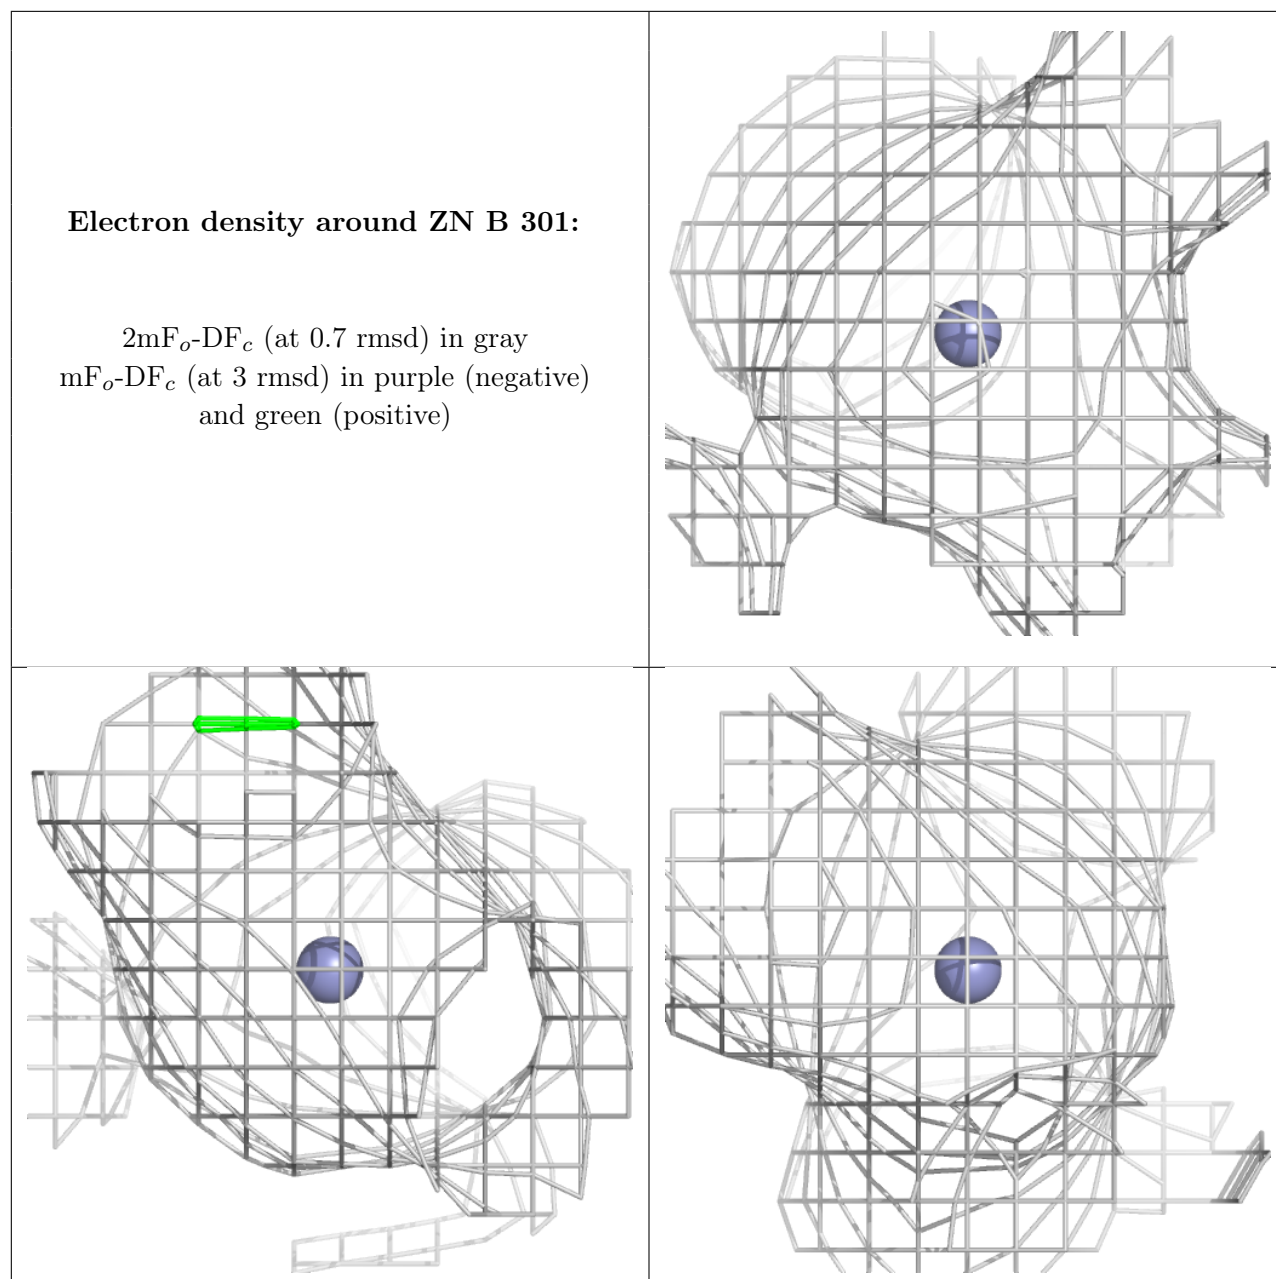 Electron density around ZN B 301:
2mFo-DFc (at 0.7 rmsd) in gray
mFo-DFc (at 3 rmsd) in purple (negative)
and green (positive)